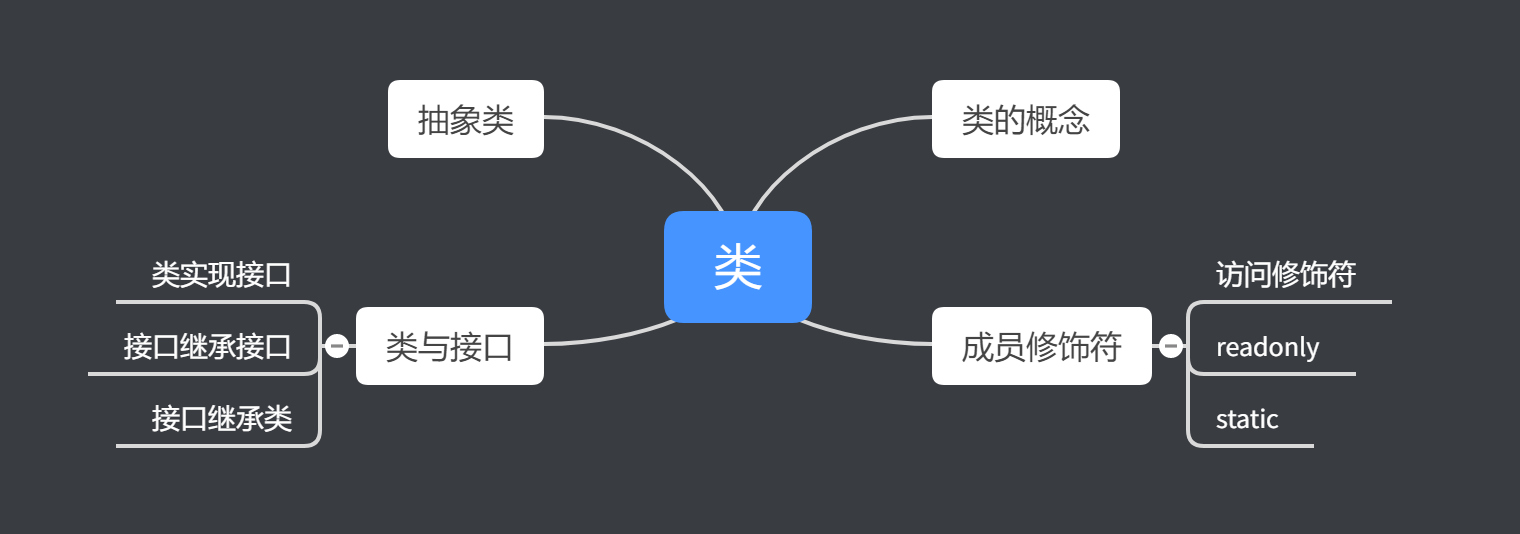 抽象类
类的概念
类
类实现接口
接口继承接口
接口继承类
类与接口
成员修饰符
访问修饰符
readonly
static